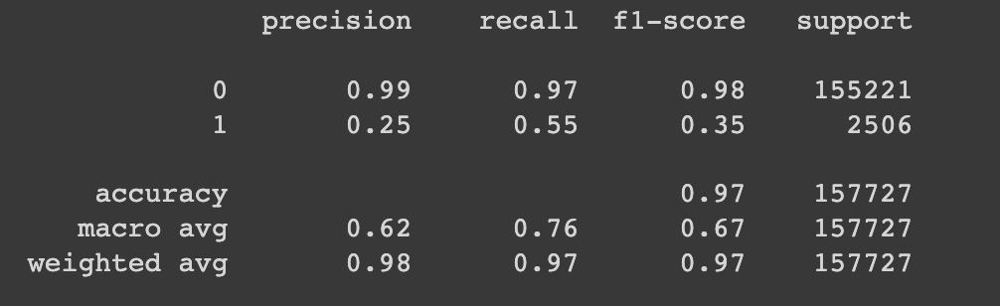 precision recall f1-score support
0 0.99 0.97 0.98 155221
1 0.25 0.55 0.35 2506
accuracy 0.97 157727
macro avg 0.62 0.76 0.67 157727
weighted avg 0.98 0.97 0.97 157727